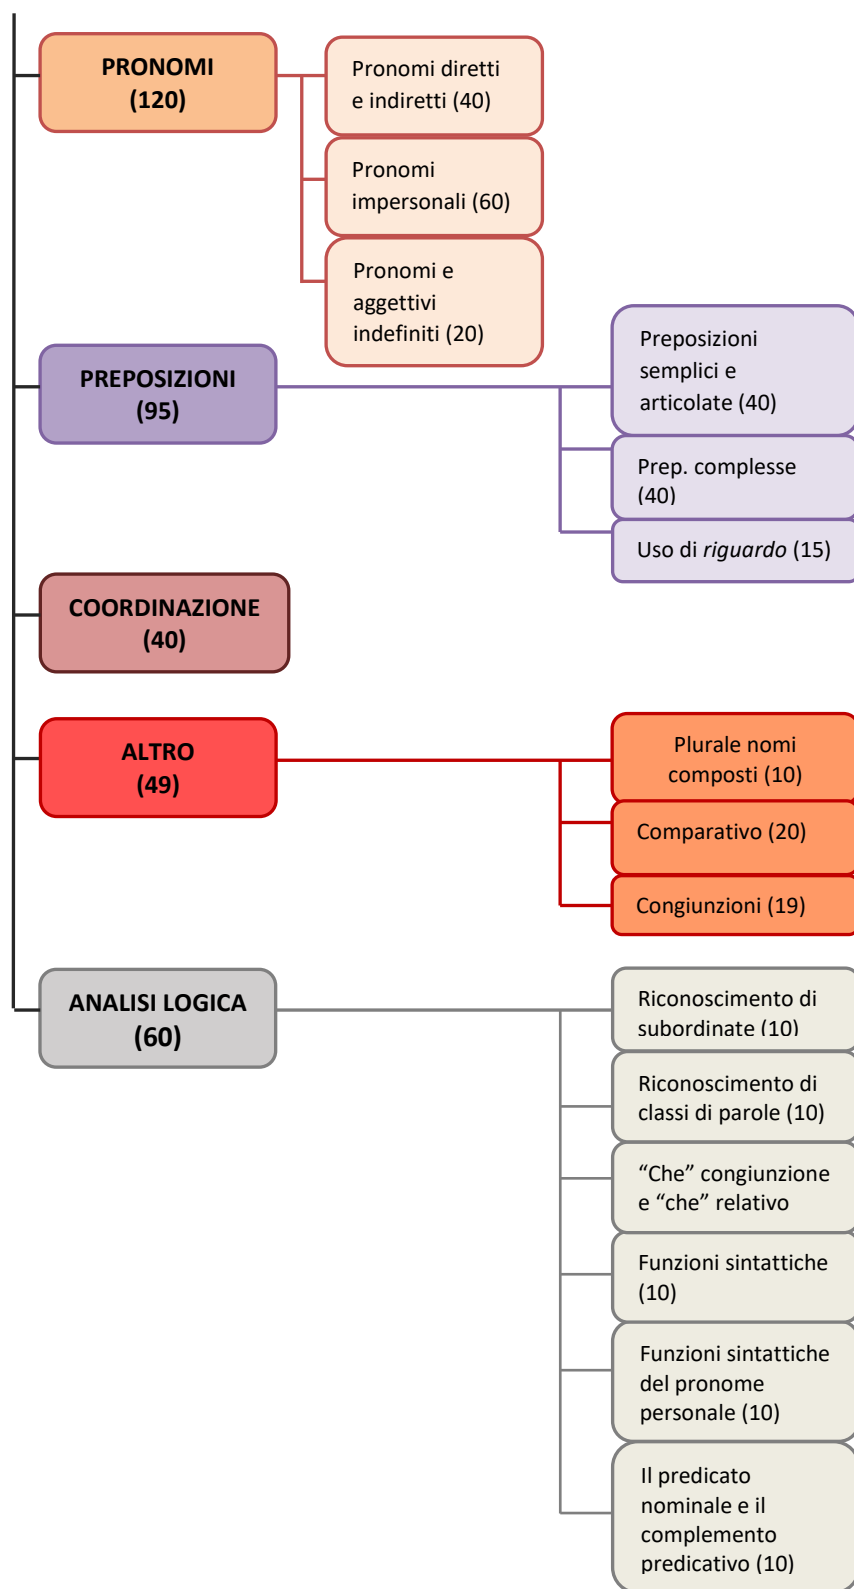 PRONOMI
(120)
Pronomi diretti
e indiretti (40)
Pronomi
impersonali (60)
Pronomi e
aggettivi
indefiniti (20)
PREPOSIZIONI
(95)
Preposizioni
semplici e
articolate (40)
Prep. complesse
(40)
Uso di riguardo (15)
COORDINAZIONE
(40)
ALTRO
(49)
Plurale nomi
composti (10)
Comparativo (20)
Congiunzioni (19)
ANALISI LOGICA
(60)
Riconoscimento di
subordinate (10)
Riconoscimento di
classi di parole (10)
“Che” congiunzione
e “che” relativo
Funzioni sintattiche
(10)
Funzioni sintattiche
del pronome
personale (10)
Il predicato
nominale e il
complemento
predicativo (10)